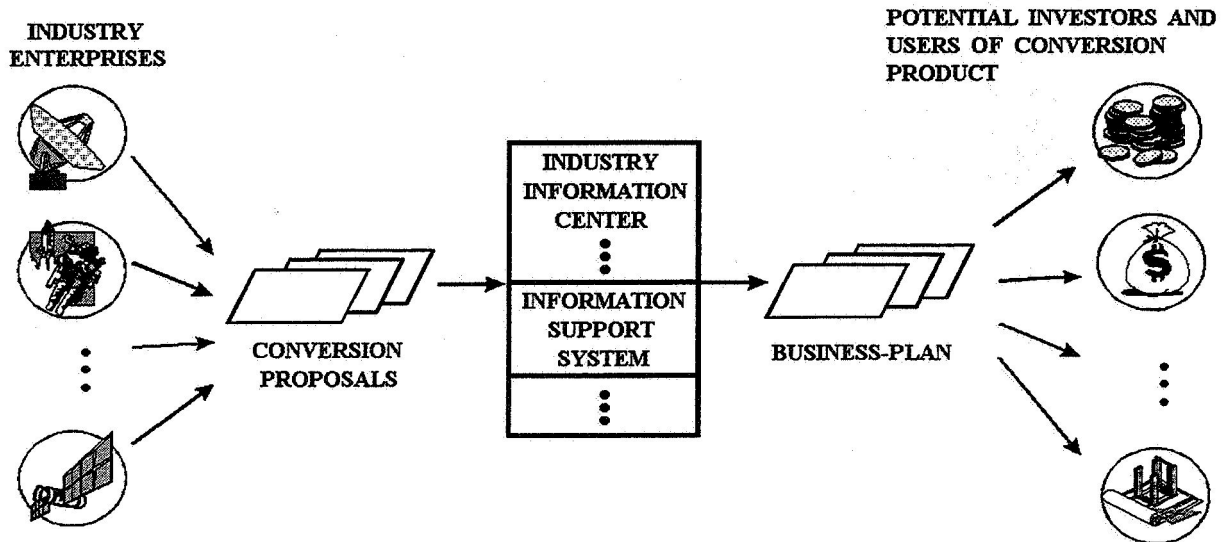 INDUSTRY
ENTERPRISES
POTENTIAL INVESTORS AND
USERS OF CONVERSION
PRODUCT
INDUSTRY
INFORMATION
CENTER
INFORMATION
SUPPORT
SYSTEM
CONVERSION
PROPOSALS
BUSINESS-PLAN
$